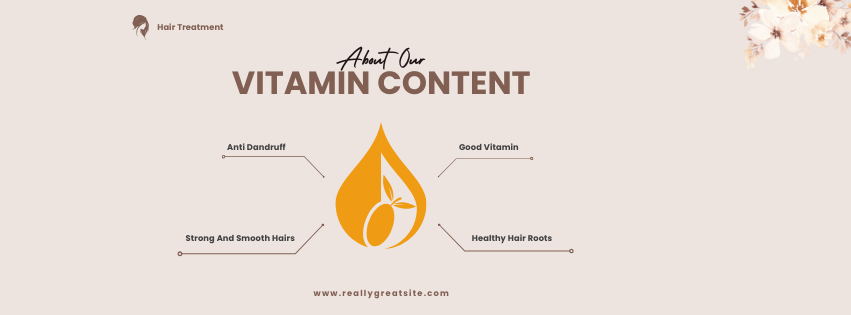 Hair Treatment
About Our
VITAMIN CONTENT
Anti Dandruff
Good Vitamin
Strong And Smooth Hairs
Healthy Hair Roots
www.reallygreatsite.com